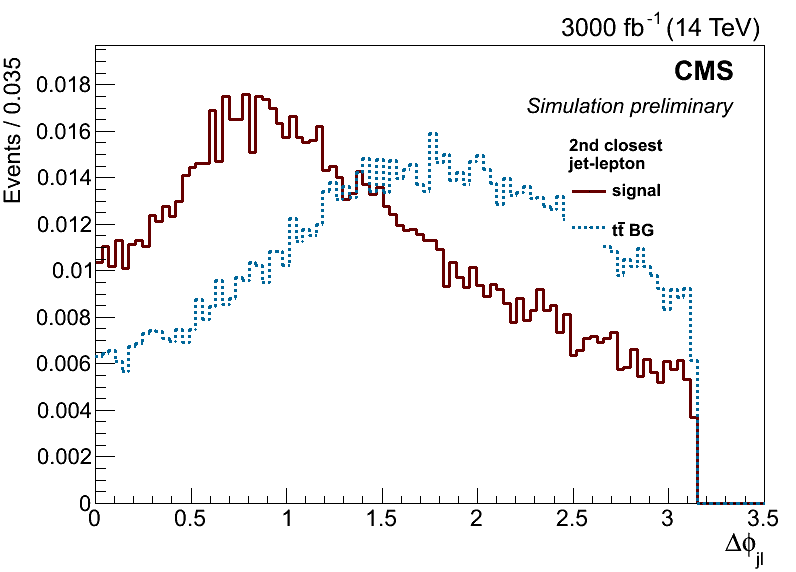 3000 fb⁻¹ (14 TeV)
CMS
Simulation preliminary
2nd closest
jet-lepton
signal
tt̄ BG
Events / 0.035
0.018
0.016
0.014
0.012
0.01
0.008
0.006
0.004
0.002
0
0 0.5 1 1.5 2 2.5 3 3.5
Δϕjl